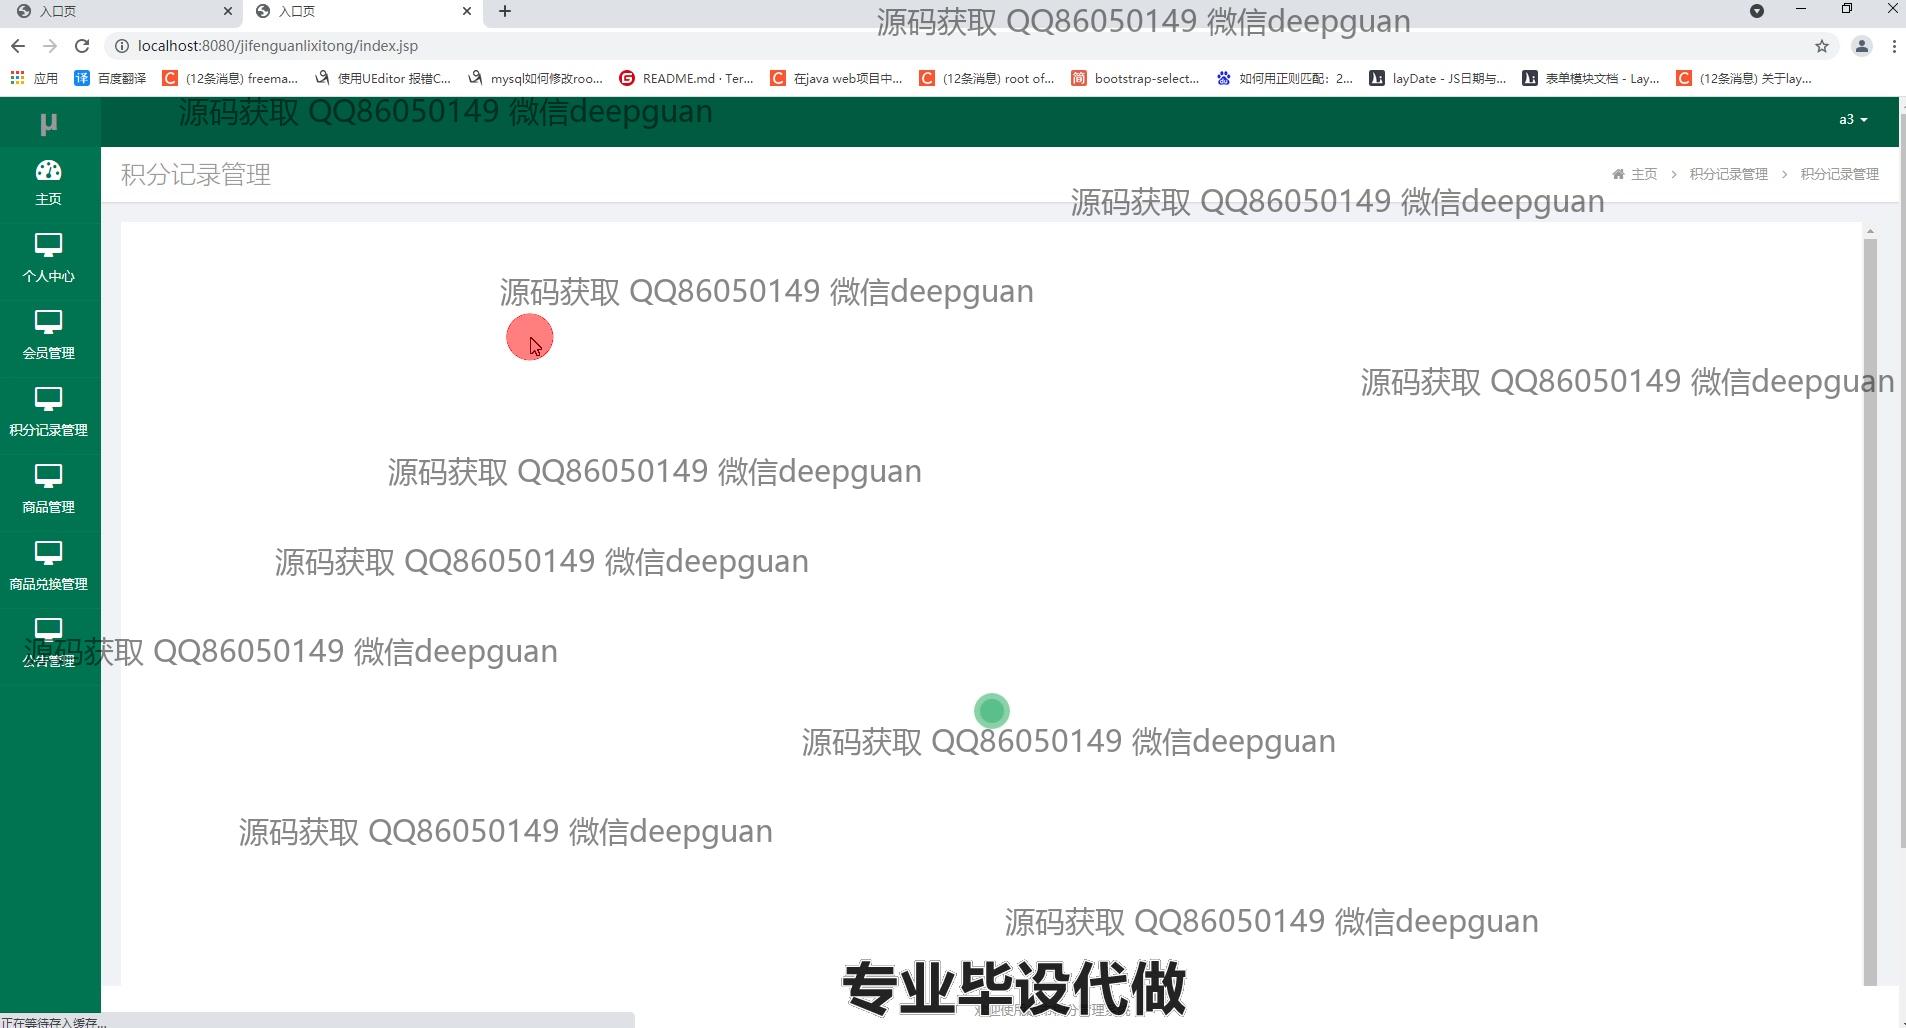 入口页
入口页
源码获取 QQ86050149 微信deepguan
localhost:8080/jifenguanlixitong/index.jsp
应用
百度翻译
(12条消息) freema...
使用UEditor 报错C...
mysql如何修改roo...
README.md · Ter...
在java web项目中...
(12条消息) root of...
bootstrap-select...
如何用正则匹配：2...
layDate - JS日期与...
表单模块文档 - Lay...
(12条消息) 关于lay...
μ
源码获取 QQ86050149 微信deepguan
a3
积分记录管理
主页 > 积分记录管理 > 积分记录管理
源码获取 QQ86050149 微信deepguan
主页
个人中心
会员管理
积分记录管理
商品管理
商品兑换管理
公告管理
源码获取 QQ86050149 微信deepguan
源码获取 QQ86050149 微信deepguan
源码获取 QQ86050149 微信deepguan
源码获取 QQ86050149 微信deepguan
源码获取 QQ86050149 微信deepguan
源码获取 QQ86050149 微信deepguan
源码获取 QQ86050149 微信deepguan
源码获取 QQ86050149 微信deepguan
专业毕设代做
正在等待存入缓存...